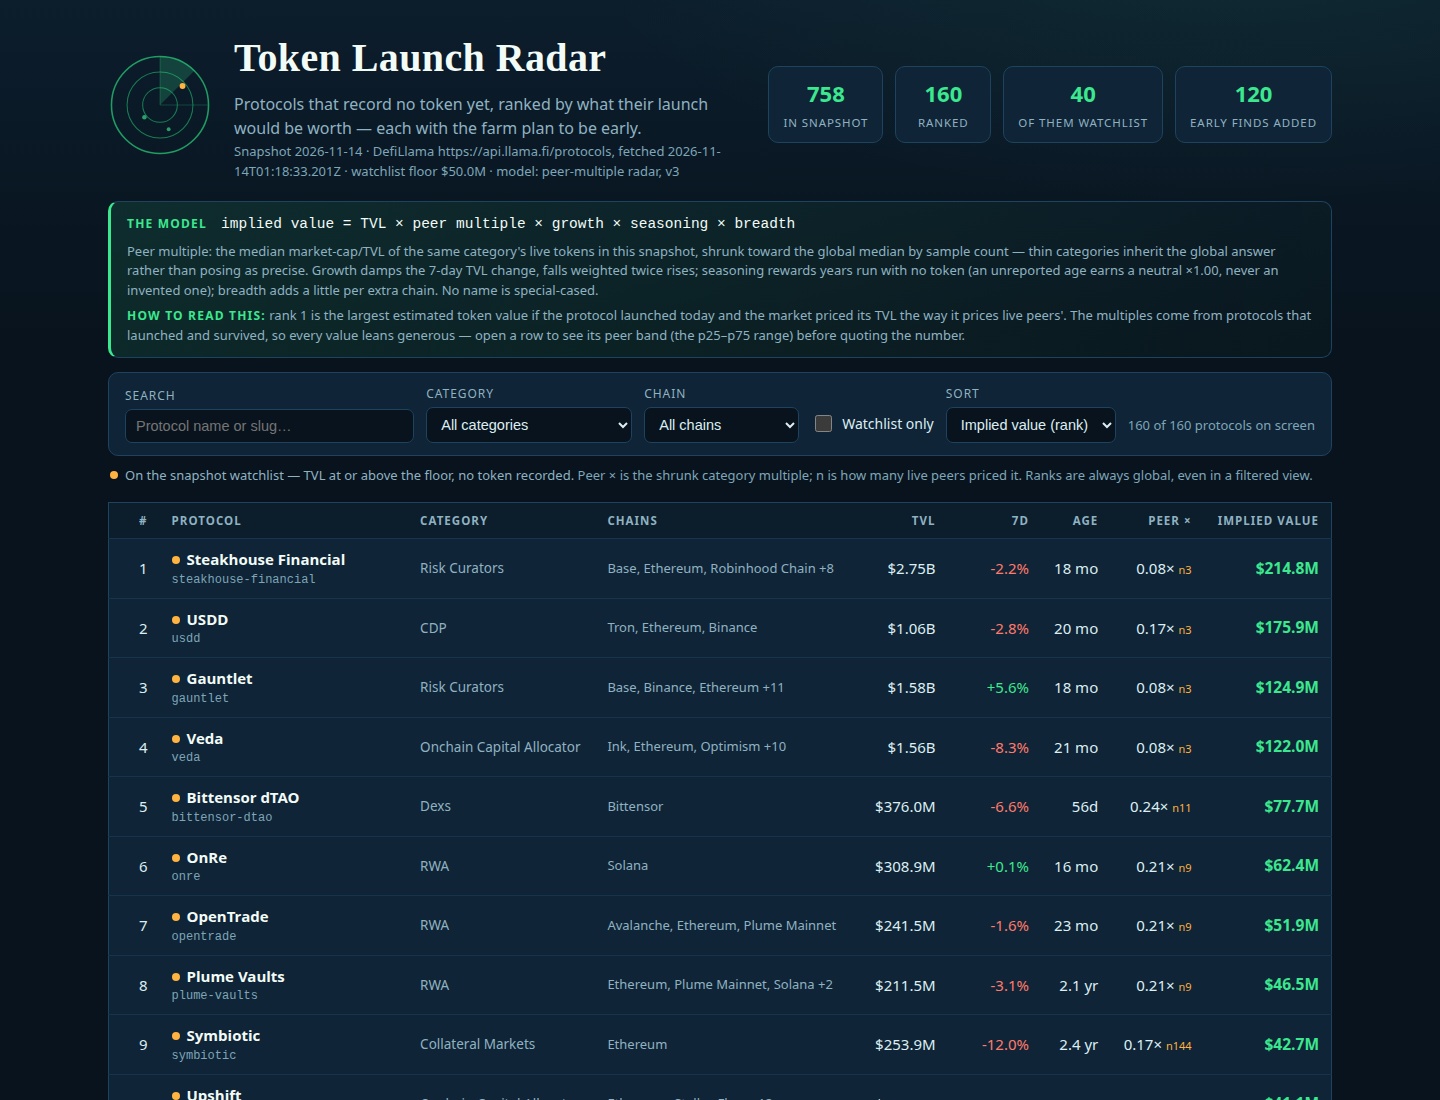 Token Launch Radar
Protocols that record no token yet, ranked by what their launch
would be worth — each with the farm plan to be early.
Snapshot 2026-11-14 · DefiLlama https://api.llama.fi/protocols, fetched 2026-11-
14T01:18:33.201Z · watchlist floor $50.0M · model: peer-multiple radar, v3
758
IN SNAPSHOT
160
RANKED
40
OF THEM WATCHLIST
120
EARLY FINDS ADDED
THE MODEL implied value = TVL × peer multiple × growth × seasoning × breadth
Peer multiple: the median market-cap/TVL of the same category's live tokens in this snapshot, shrunk toward the global median by sample count — thin categories inherit the global answer
rather than posing as precise. Growth damps the 7-day TVL change, falls weighted twice rises; seasoning rewards years run with no token (an unreported age earns a neutral ×1.00, never an
invented one); breadth adds a little per extra chain. No name is special-cased.
HOW TO READ THIS: rank 1 is the largest estimated token value if the protocol launched today and the market priced its TVL the way it prices live peers'. The multiples come from protocols that
launched and survived, so every value leans generous — open a row to see its peer band (the p25–p75 range) before quoting the number.
SEARCH CATEGORY CHAIN SORT
Protocol name or slug… All categories All chains Watchlist only Implied value (rank) 160 of 160 protocols on screen
On the snapshot watchlist — TVL at or above the floor, no token recorded. Peer × is the shrunk category multiple; n is how many live peers priced it. Ranks are always global, even in a filtered view.
# PROTOCOL CATEGORY CHAINS TVL 7D AGE PEER × IMPLIED VALUE
1 Steakhouse Financial Risk Curators Base, Ethereum, Robinhood Chain +8 $2.75B -2.2% 18 mo 0.08× n3 $214.8M
steakhouse-financial
2 USDD CDP Tron, Ethereum, Binance $1.06B -2.8% 20 mo 0.17× n3 $175.9M
usdd
3 Gauntlet Risk Curators Base, Binance, Ethereum +11 $1.58B +5.6% 18 mo 0.08× n3 $124.9M
gauntlet
4 Veda Onchain Capital Allocator Ink, Ethereum, Optimism +10 $1.56B -8.3% 21 mo 0.08× n3 $122.0M
veda
5 Bittensor dTAO Dexs Bittensor $376.0M -6.6% 56d 0.24× n11 $77.7M
bittensor-dtao
6 OnRe RWA Solana $308.9M +0.1% 16 mo 0.21× n9 $62.4M
onre
7 OpenTrade RWA Avalanche, Ethereum, Plume Mainnet $241.5M -1.6% 23 mo 0.21× n9 $51.9M
opentrade
8 Plume Vaults RWA Ethereum, Plume Mainnet, Solana +2 $211.5M -3.1% 2.1 yr 0.21× n9 $46.5M
plume-vaults
9 Symbiotic Collateral Markets Ethereum $253.9M -12.0% 2.4 yr 0.17× n144 $42.7M
symbiotic
Upshift